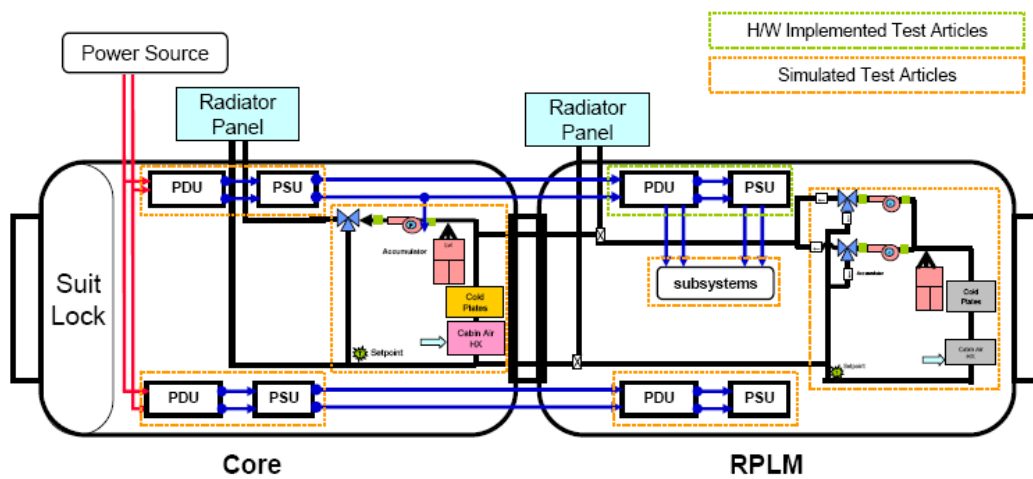 H/W Implemented Test Articles
Simulated Test Articles
Power Source
Radiator
Panel
Radiator
Panel
PDU
PSU
PDU
PSU
Accumulator
Cold
Plates
Cabin Air
HX
Setpoint
Suit
Lock
subsystems
Accumulator
Cold
Plates
Cabin Air
HX
Setpoint
PDU
PSU
PDU
PSU
Core
RPLM